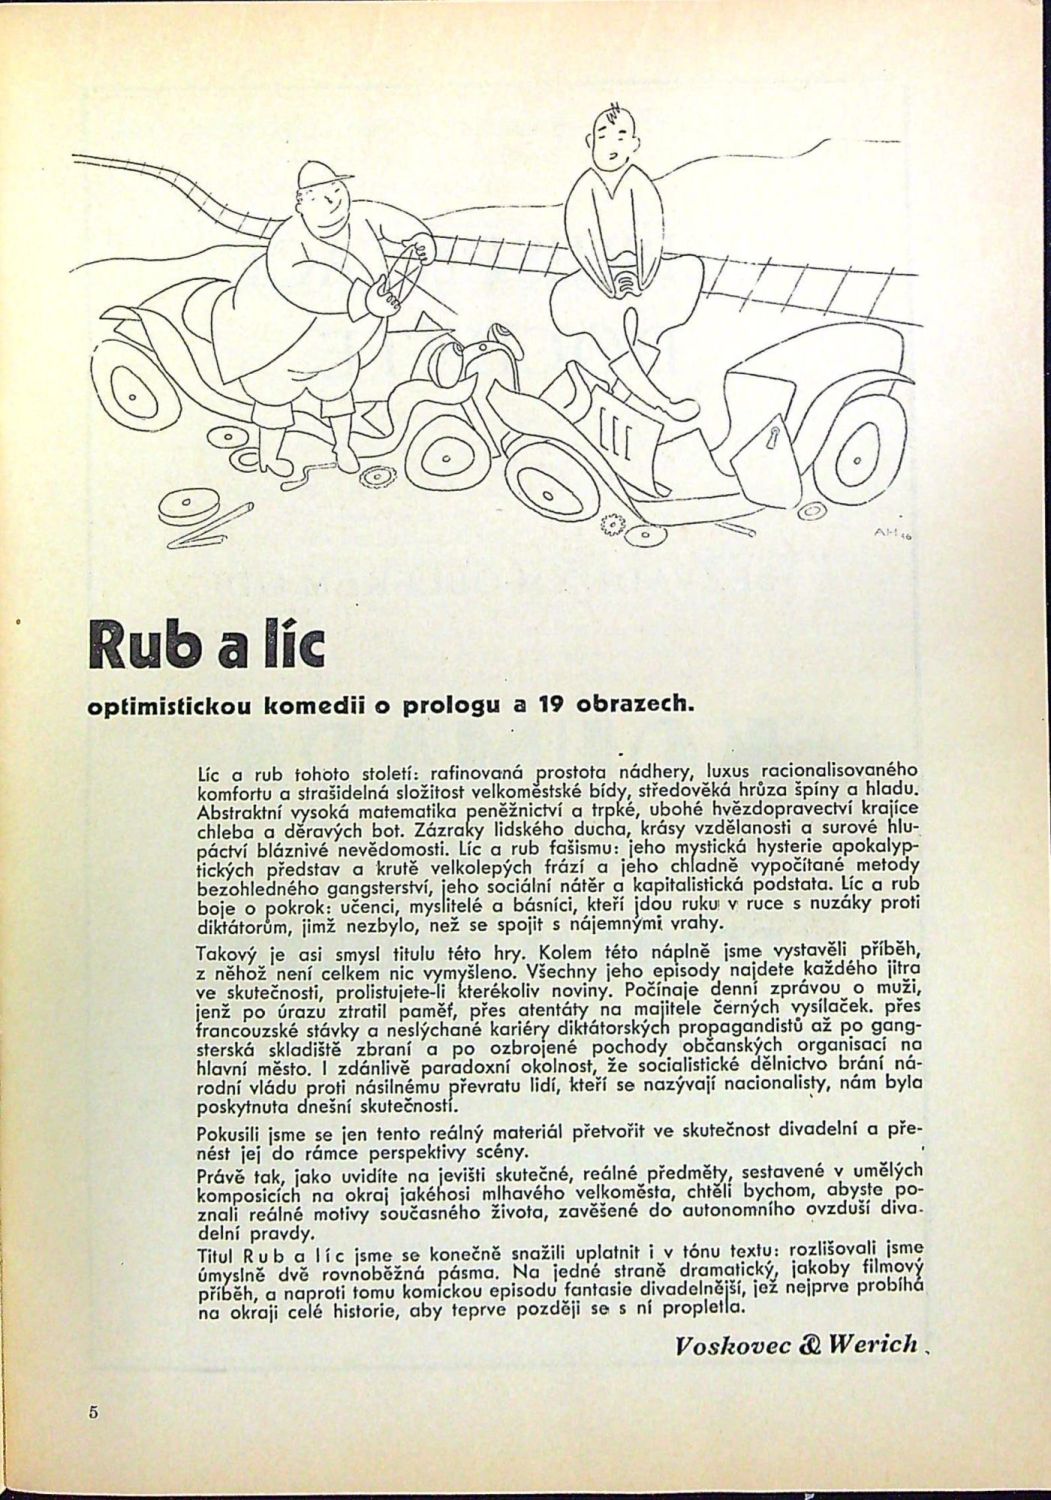 AH 46
Rub a líc
optimistickou komedii o prologu a 19 obrazech.
Líc a rub tohoto století: rafinovaná prostota nádhery, luxus racionalisovaného
komfortu a strašidelná složitost velkoměstské bídy, středověká hrůza špíny a hladu.
Abstraktní vysoká matematika peněžnictví a trpké, ubohé hvězdopravectví krajíce
chleba a děravých bot. Zázraky lidského ducha, krásy vzdělanosti a surové hlu-
páctví bláznivé nevědomosti. Líc a rub fašismu: jeho mystická hysterie apokalyp-
tických představ a krutě velkolepých frází a jeho chladně vypočítané metody
bezohledného gangsterství, jeho sociální nátěr a kapitalistická podstata. Líc a rub
boje o pokrok: učenci, myslitelé a básníci, kteří jdou ruku v ruce s nuzáky proti
diktátorům, jimž nezbylo, než se spojit s nájemnými vrahy.
Takový je asi smysl titulu této hry. Kolem této náplně jsme vystavěli příběh,
z něhož není celkem nic vymyšleno. Všechny jeho episody najdete každého jitra
ve skutečnosti, prolistujete-li kterékoliv noviny. Počínaje denní zprávou o muži,
jenž po úrazu ztratil paměť, přes atentáty na majitele černých vysílaček. přes
francouzské stávky a neslýchané kariéry diktátorských propagandistů až po gang-
sterská skladiště zbraní a po ozbrojené pochody občanských organisací na
hlavní město. I zdánlivě paradoxní okolnost, že socialistické dělnictvo brání ná-
rodní vládu proti násilnému převratu lidí, kteří se nazývají nacionalisty, nám byla
poskytnuta dnešní skutečností.
Pokusili jsme se jen tento reálný materiál přetvořit ve skutečnost divadelní a pře-
nést jej do rámce perspektivy scény.
Právě tak, jako uvidíte na jevišti skutečné, reálné předměty, sestavené v umělých
komposicích na okraj jakéhosi mlhavého velkoměsta, chtěli bychom, abyste po-
znali reálné motivy současného života, zavěšené do autonomního ovzduší diva-
delní pravdy.
Titul Rub a líc jsme se konečně snažili uplatnit i v tónu textu: rozlišovali jsme
úmyslně dvě rovnoběžná pásma. Na jedné straně dramatický, jakoby filmový
příběh, a naproti tomu komickou episodu fantasie divadelnější, jež nejprve probíhá
na okraji celé historie, aby teprve později se s ní propletla.
Voskovec & Werich.
5